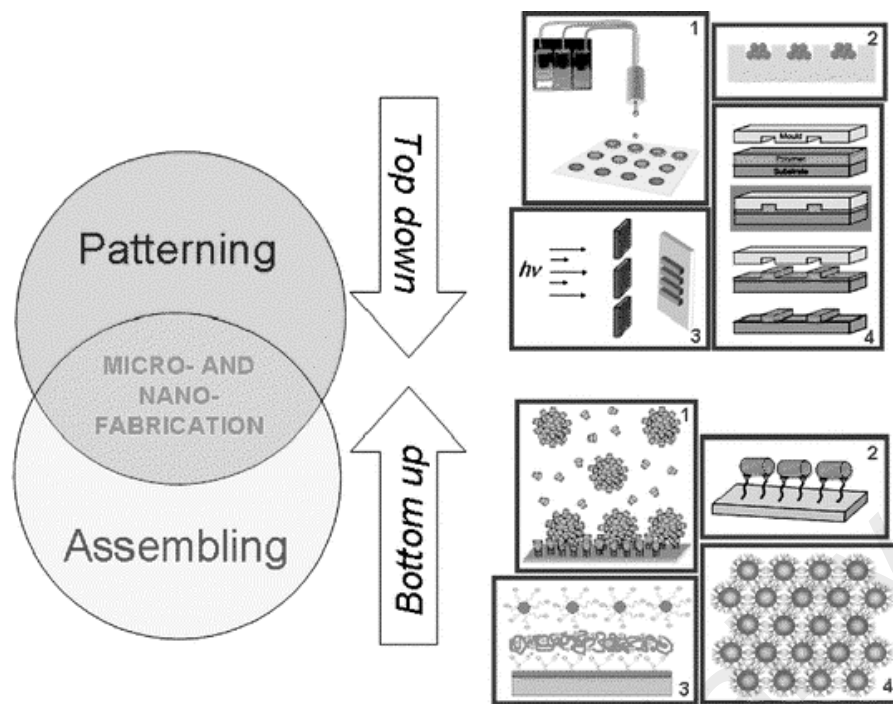 Patterning
MICRO- AND
NANO-
FABRICATION
Assembling
Top down
Bottom up
1
2
hν
3
Mould
Polymer
Substrate
4
1
2
3
4